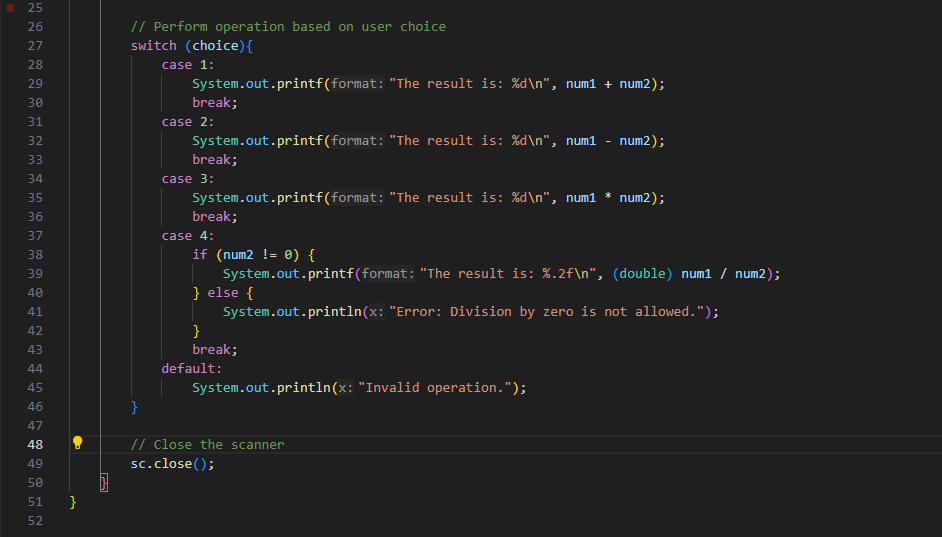 25
26 // Perform operation based on user choice
27 switch (choice){
28 case 1:
29 System.out.printf(format:"The result is: %d\n", num1 + num2);
30 break;
31 case 2:
32 System.out.printf(format:"The result is: %d\n", num1 - num2);
33 break;
34 case 3:
35 System.out.printf(format:"The result is: %d\n", num1 * num2);
36 break;
37 case 4:
38 if (num2 != 0) {
39 System.out.printf(format:"The result is: %.2f\n", (double) num1 / num2);
40 } else {
41 System.out.println(x:"Error: Division by zero is not allowed.");
42 }
43 break;
44 default:
45 System.out.println(x:"Invalid operation.");
46 }
47
48 // Close the scanner
49 sc.close();
50 }
51 }
52